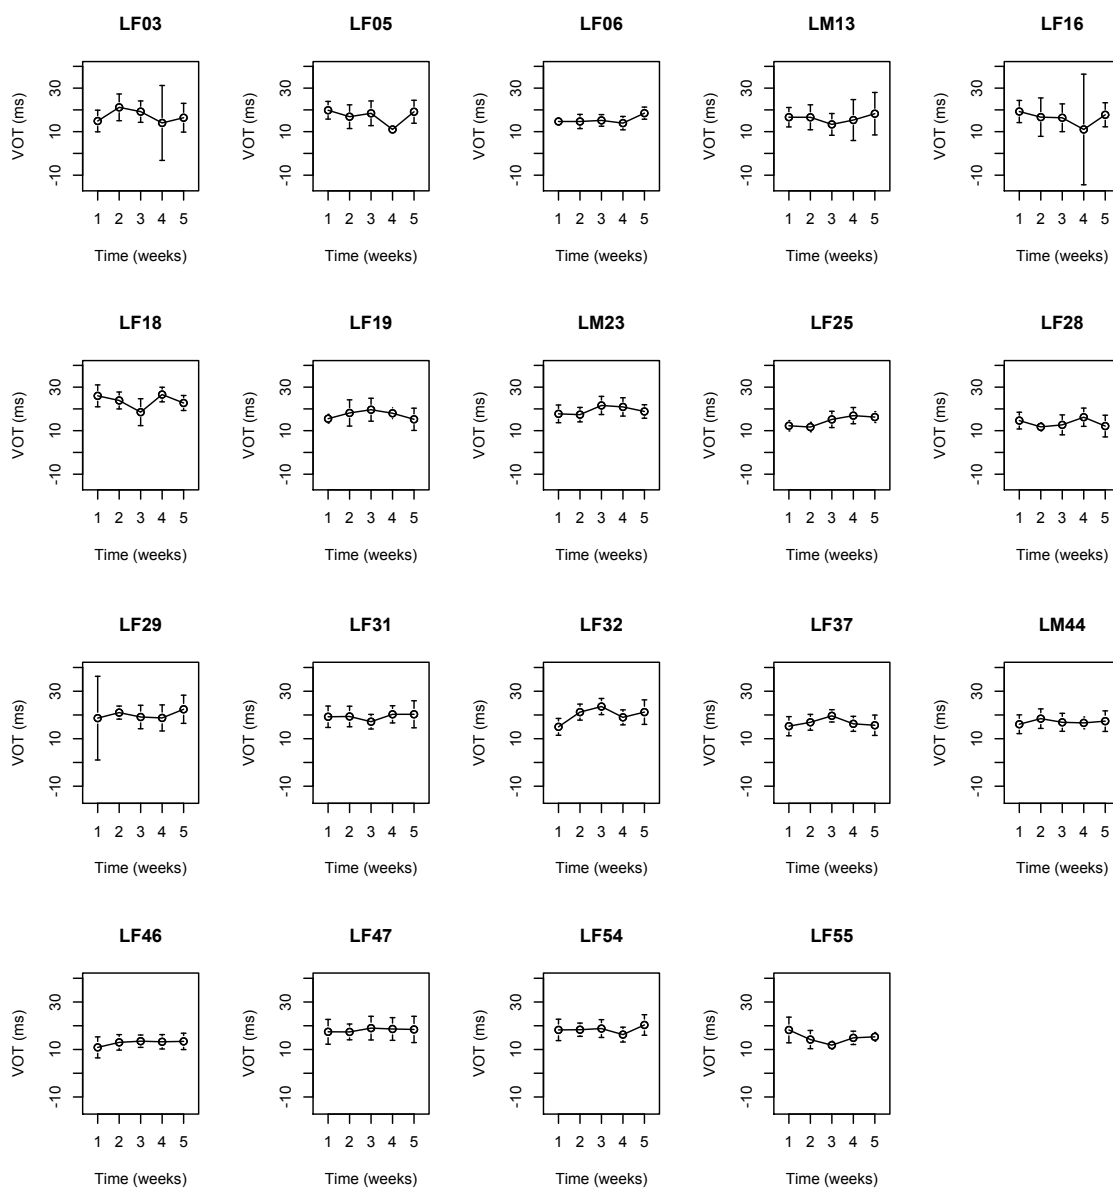 LF03 LF05 LF06 LM13 LF16
VOT (ms) VOT (ms) VOT (ms) VOT (ms) VOT (ms)
-10 10 30 -10 10 30 -10 10 30 -10 10 30 -10 10 30
1 2 3 4 5 1 2 3 4 5 1 2 3 4 5 1 2 3 4 5 1 2 3 4 5
Time (weeks) Time (weeks) Time (weeks) Time (weeks) Time (weeks)
LF18 LF19 LM23 LF25 LF28
VOT (ms) VOT (ms) VOT (ms) VOT (ms) VOT (ms)
-10 10 30 -10 10 30 -10 10 30 -10 10 30 -10 10 30
1 2 3 4 5 1 2 3 4 5 1 2 3 4 5 1 2 3 4 5 1 2 3 4 5
Time (weeks) Time (weeks) Time (weeks) Time (weeks) Time (weeks)
LF29 LF31 LF32 LF37 LM44
VOT (ms) VOT (ms) VOT (ms) VOT (ms) VOT (ms)
-10 10 30 -10 10 30 -10 10 30 -10 10 30 -10 10 30
1 2 3 4 5 1 2 3 4 5 1 2 3 4 5 1 2 3 4 5 1 2 3 4 5
Time (weeks) Time (weeks) Time (weeks) Time (weeks) Time (weeks)
LF46 LF47 LF54 LF55
VOT (ms) VOT (ms) VOT (ms) VOT (ms)
-10 10 30 -10 10 30 -10 10 30 -10 10 30
1 2 3 4 5 1 2 3 4 5 1 2 3 4 5 1 2 3 4 5
Time (weeks) Time (weeks) Time (weeks) Time (weeks)